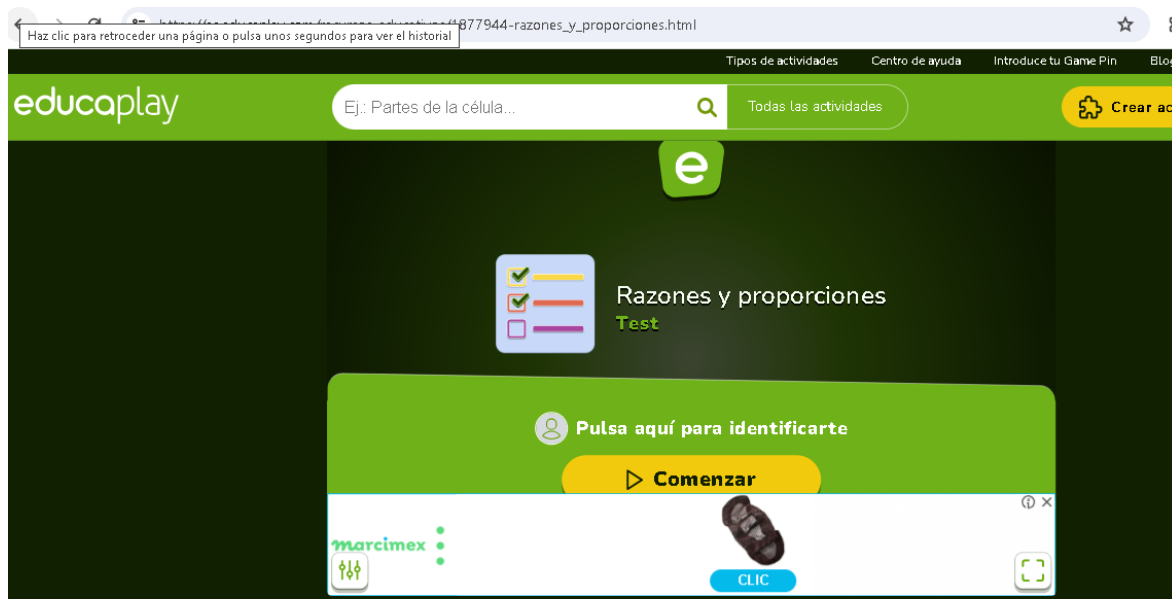 877944-razones_y_proporciones.html
Haz clic para retroceder una página o pulsa unos segundos para ver el historial
Tipos de actividades Centro de ayuda Introduce tu Game Pin
educaplay
Ej.: Partes de la célula...
Todas las actividades
Crear
e
Razones y proporciones
Test
Pulsa aquí para identificarte
Comenzar
marcimex
CLIC